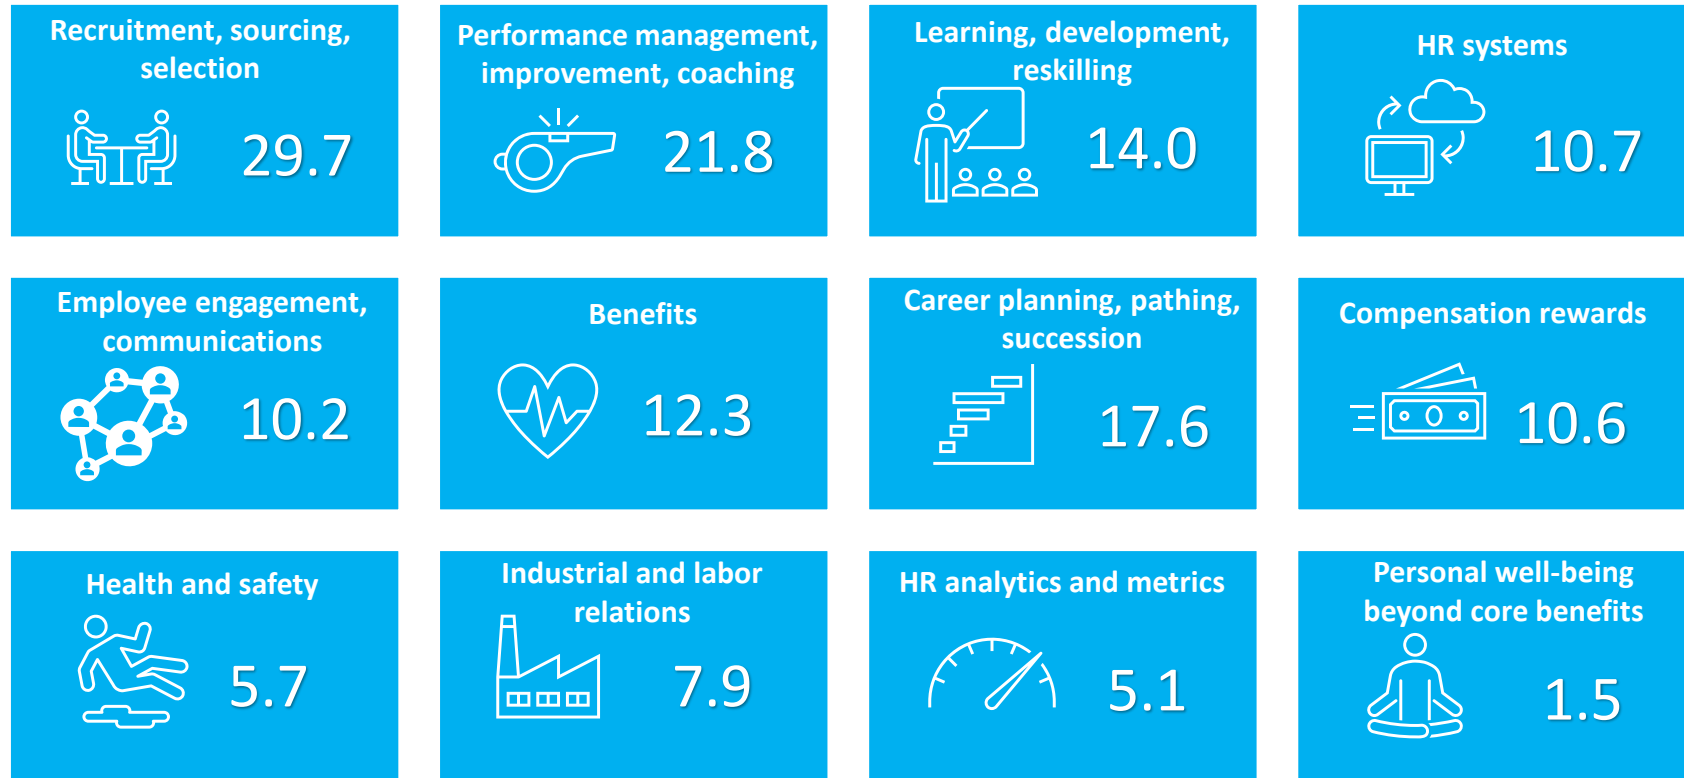 Recruitment, sourcing,
selection
29.7
Performance management,
improvement, coaching
21.8
Learning, development,
reskilling
14.0
HR systems
10.7
Employee engagement,
communications
10.2
Benefits
12.3
Career planning, pathing,
succession
17.6
Compensation rewards
10.6
Health and safety
5.7
Industrial and labor
relations
7.9
HR analytics and metrics
5.1
Personal well-being
beyond core benefits
1.5